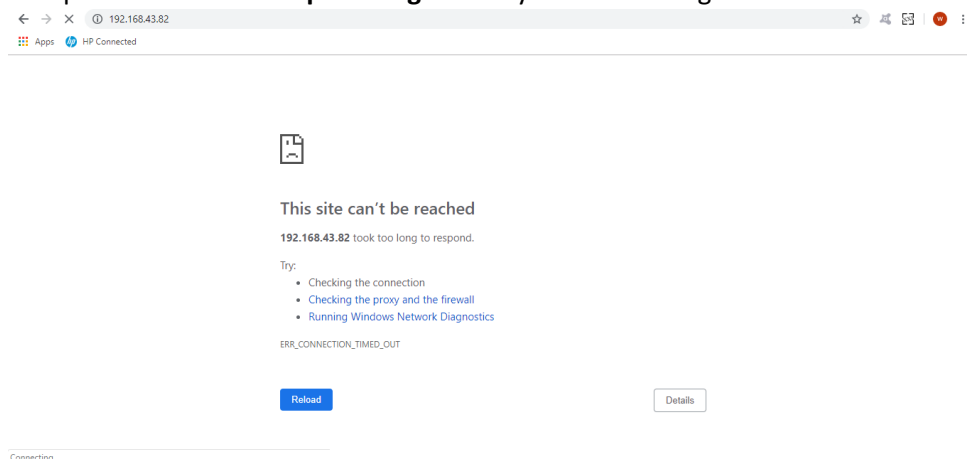 192.168.43.82
Apps HP Connected
This site can't be reached
192.168.43.82 took too long to respond.
Try:
• Checking the connection
• Checking the proxy and the firewall
• Running Windows Network Diagnostics
ERR_CONNECTION_TIMED_OUT
Reload Details
Connecting